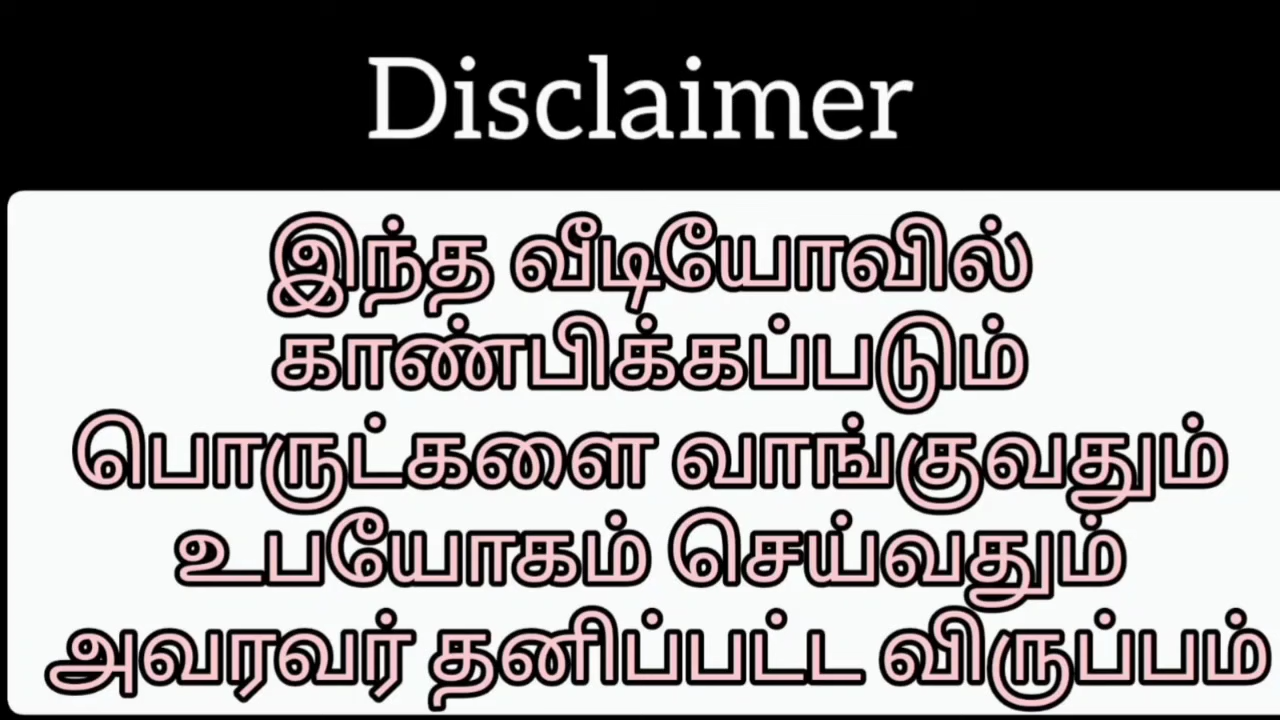 Disclaimer
இந்த வீடியோவில்
காண்பிக்கப்படும்
பொருட்களை வாங்குவதும்
உபயோகம் செய்வதும்
அவரவர் தனிப்பட்ட விருப்பம்